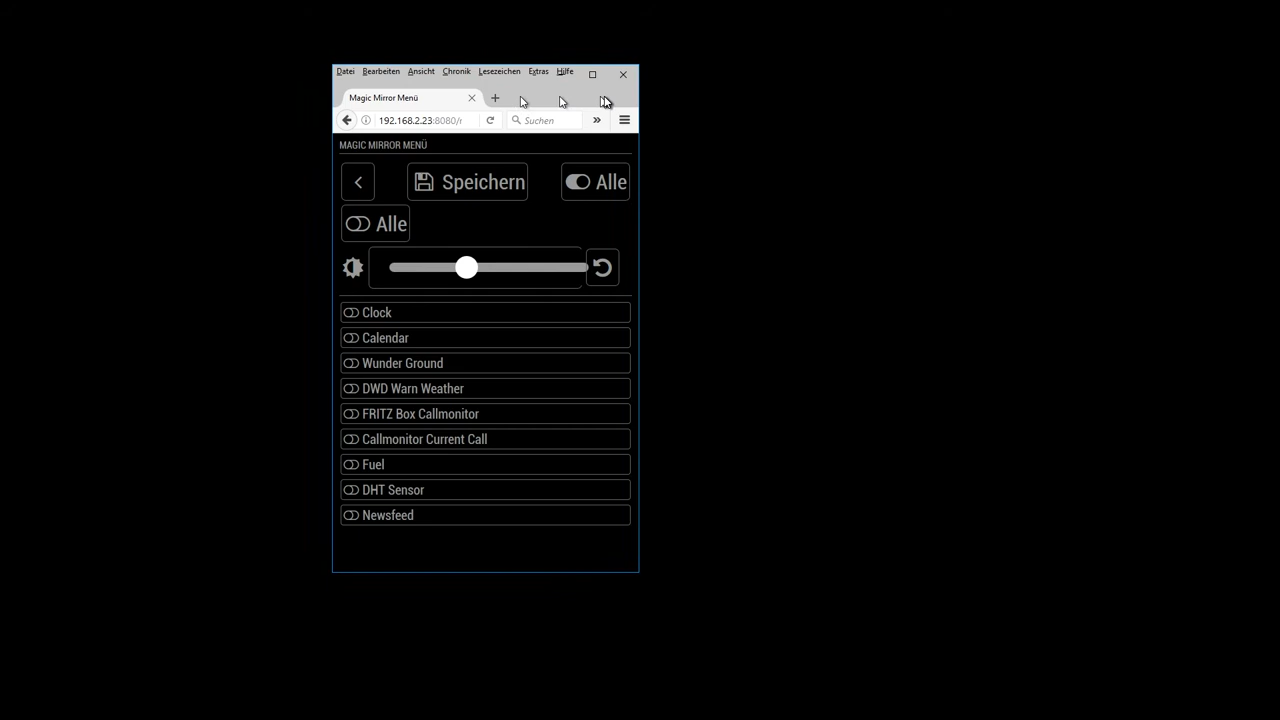 Datei Bearbeiten Ansicht Chronik Lesezeichen Extras Hilfe
Magic Mirror Menü
192.168.2.23:8080/r Suchen
MAGIC MIRROR MENÜ
Speichern Alle
Alle
Clock
Calendar
Wunder Ground
DWD Warn Weather
FRITZ Box Callmonitor
Callmonitor Current Call
Fuel
DHT Sensor
Newsfeed